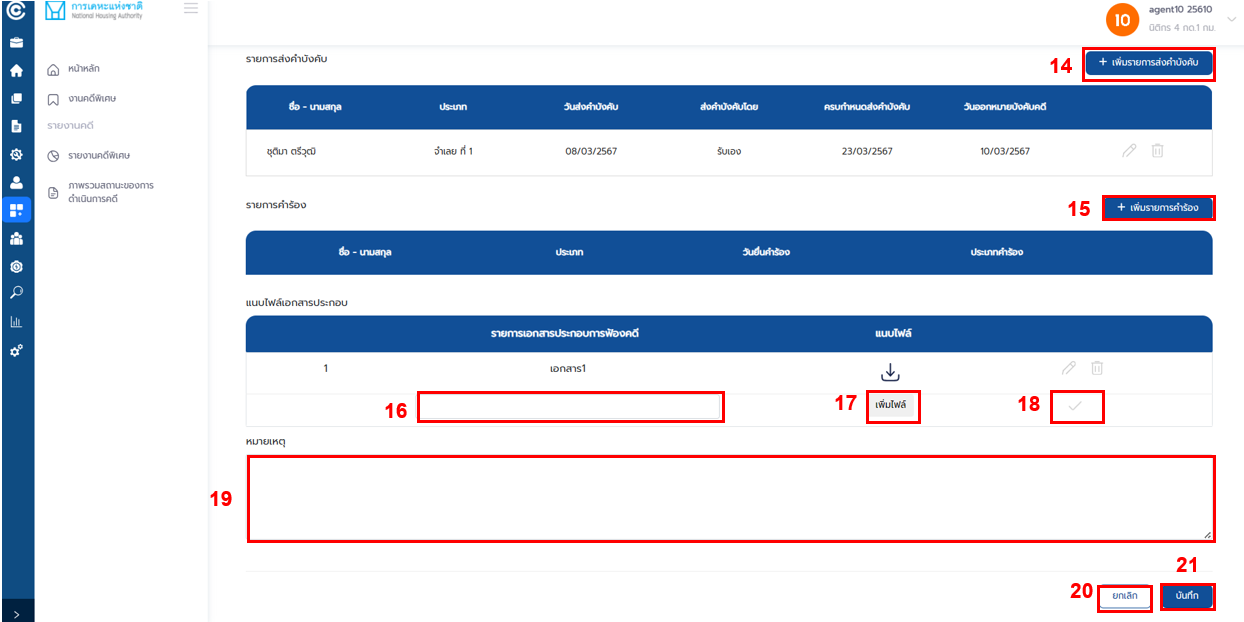 การเคหะแห่งชาติ
National Housing Authority
10
agent10 25610
นิติกร 4 กด.1 กม.
หน้าหลัก
งานคดีพิเศษ
รายงานคดี
รายงานคดีพิเศษ
ภาพรวมสถานะของการ
ดำเนินการคดี
รายการส่งคำบังคับ
14
+ เพิ่มรายการส่งคำบังคับ
ชื่อ - นามสกุล ประเภท วันส่งคำบังคับ ส่งคำบังคับโดย ครบกำหนดส่งคำบังคับ วันออกหมายบังคับคดี
ชุติมา ตรีวุฒิ จำเลย ที่ 1 08/03/2567 รับเอง 23/03/2567 10/03/2567
รายการคำร้อง
15
+ เพิ่มรายการคำร้อง
ชื่อ - นามสกุล ประเภท วันยื่นคำร้อง ประเภทคำร้อง
แนบไฟล์เอกสารประกอบ
รายการเอกสารประกอบการฟ้องคดี แนบไฟล์
1 เอกสาร1
16
17
เพิ่มไฟล์
18
หมายเหตุ
19
20
ยกเลิก
21
บันทึก